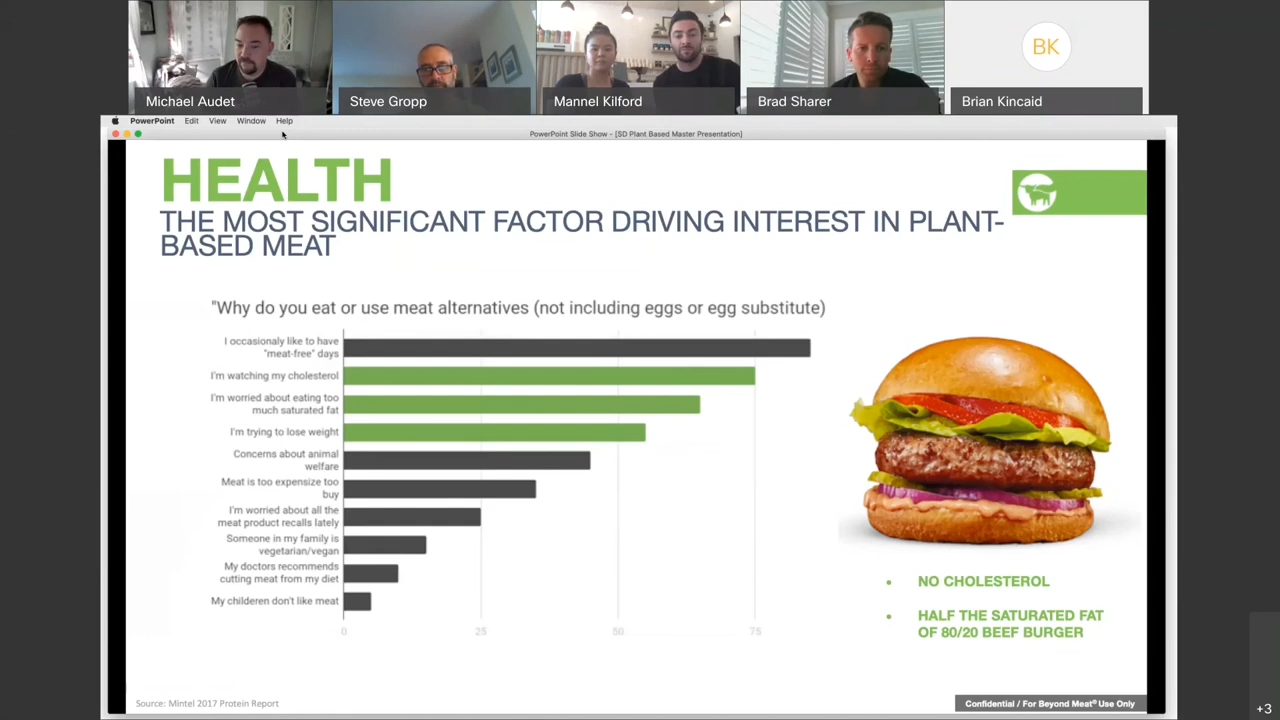 Michael Audet
Steve Gropp
Mannel Kilford
Brad Sharer
BK
Brian Kincaid
PowerPoint Edit View Window Help
PowerPoint Slide Show - [SD Plant Based Master Presentation]
HEALTH
THE MOST SIGNIFICANT FACTOR DRIVING INTEREST IN PLANT-
BASED MEAT
"Why do you eat or use meat alternatives (not including eggs or egg substitute)
I occasionaly like to have
"meat-free" days
I'm watching my cholesterol
I'm worried about eating too
much saturated fat
I'm trying to lose weight
Concerns about animal
welfare
Meat is too expensize too
buy
I'm worried about all the
meat product recalls lately
Someone in my family is
vegetarian/vegan
My doctors recommends
cutting meat from my diet
My childeren don't like meat
0 25 50 75
• NO CHOLESTEROL
• HALF THE SATURATED FAT
OF 80/20 BEEF BURGER
Source: Mintel 2017 Protein Report
Confidential / For Beyond Meat® Use Only
+3